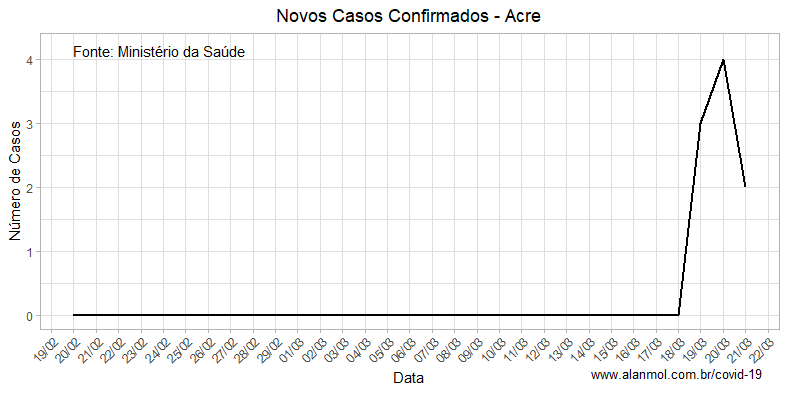 Novos Casos Confirmados - Acre
Fonte: Ministério da Saúde
Número de Casos
4
3
2
1
0
19/02 20/02 21/02 22/02 23/02 24/02 25/02 26/02 27/02 28/02 29/02 01/03 02/03 03/03 04/03 05/03 06/03 07/03 08/03 09/03 10/03 11/03 12/03 13/03 14/03 15/03 16/03 17/03 18/03 19/03 20/03 21/03 22/03
Data
www.alanmol.com.br/covid-19